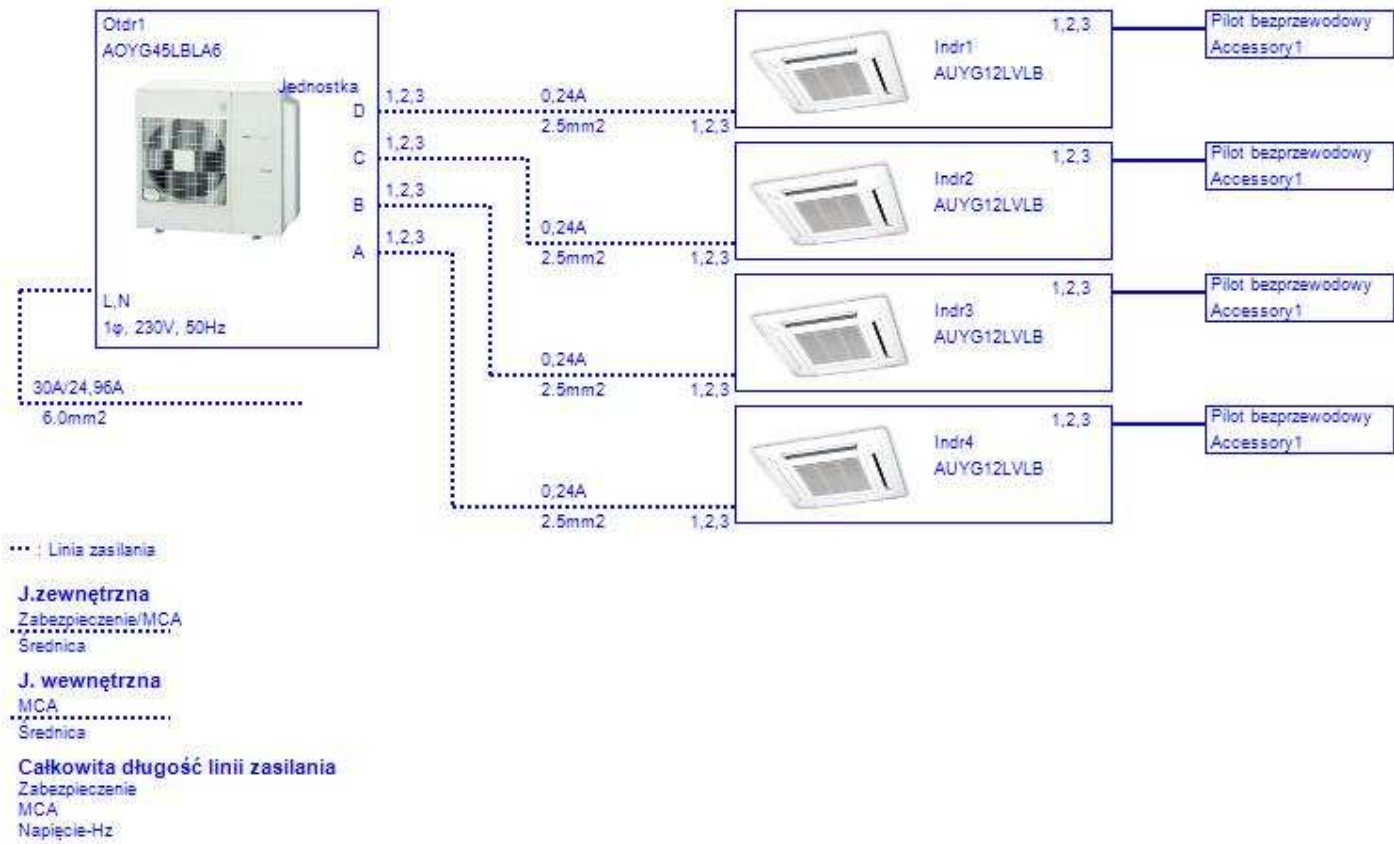 Otdr1
AOYG45LBLA6
Jednostka
D
C
B
A
L,N
1φ, 230V, 50Hz
30A/24,96A
6.0mm2
1,2,3
0,24A
2.5mm2
1,2,3
1,2,3
Indr1
AUYG12LVLB
Pilot bezprzewodowy
Accessory1
1,2,3
0,24A
2.5mm2
1,2,3
1,2,3
Indr2
AUYG12LVLB
Pilot bezprzewodowy
Accessory1
1,2,3
0,24A
2.5mm2
1,2,3
1,2,3
Indr3
AUYG12LVLB
Pilot bezprzewodowy
Accessory1
1,2,3
0,24A
2.5mm2
1,2,3
1,2,3
Indr4
AUYG12LVLB
Pilot bezprzewodowy
Accessory1
: Linia zasilania
J.zewnętrzna
Zabezpieczenie/MCA
Średnica
J. wewnętrzna
MCA
Średnica
Całkowita długość linii zasilania
Zabezpieczenie
MCA
Napięcie-Hz